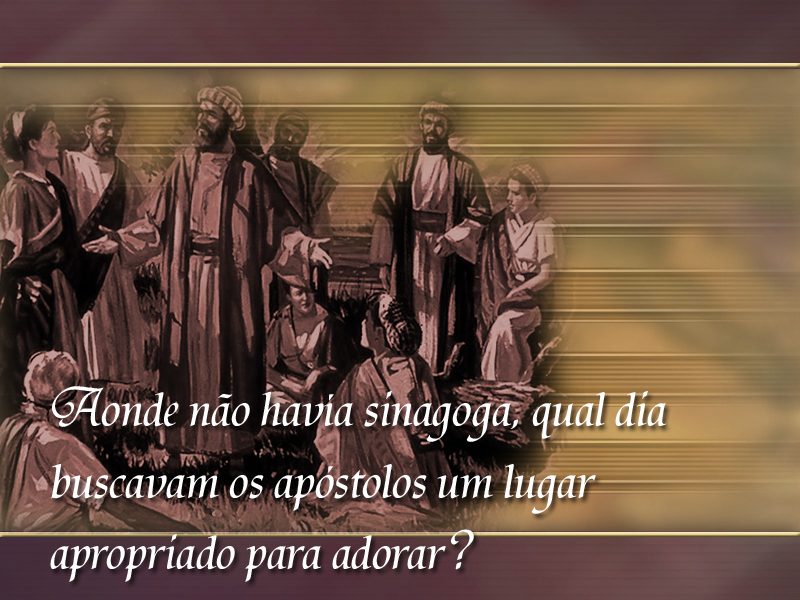 Aonde não havia sinagoga, qual dia
buscavam os apóstolos um lugar
apropriado para adorar?